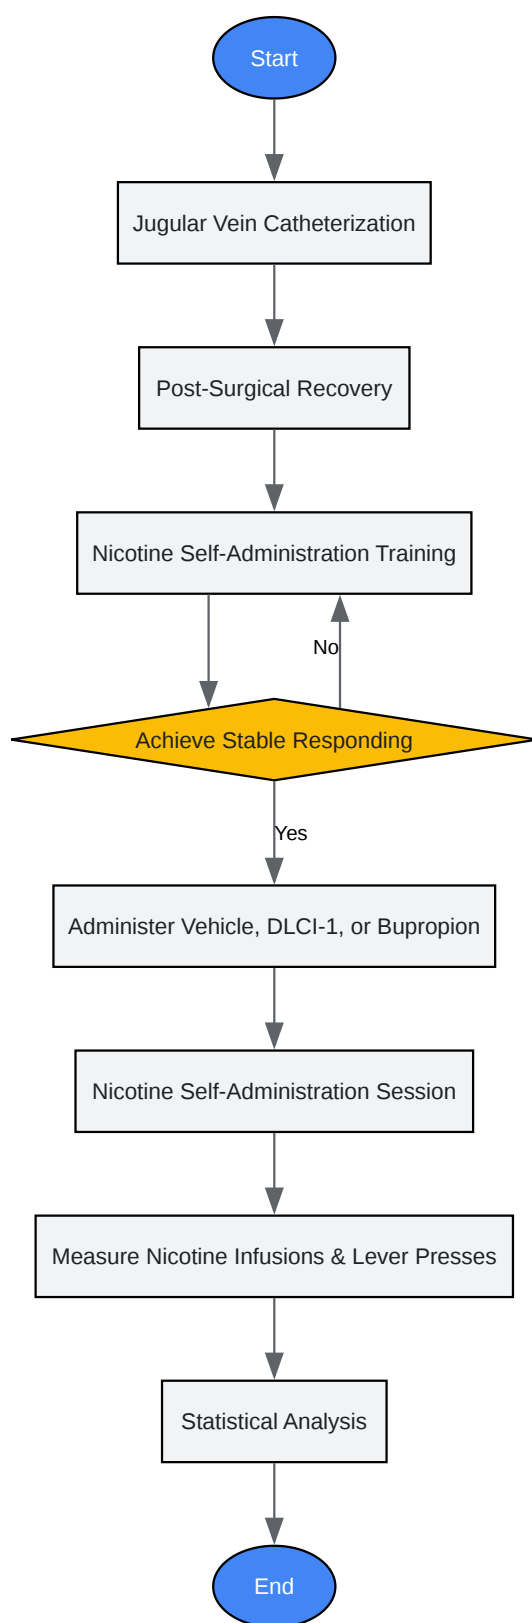 Start
Jugular Vein Catheterization
Post-Surgical Recovery
Nicotine Self-Administration Training
No
Achieve Stable Responding
Yes
Administer Vehicle, DLCI-1, or Bupropion
Nicotine Self-Administration Session
Measure Nicotine Infusions & Lever Presses
Statistical Analysis
End